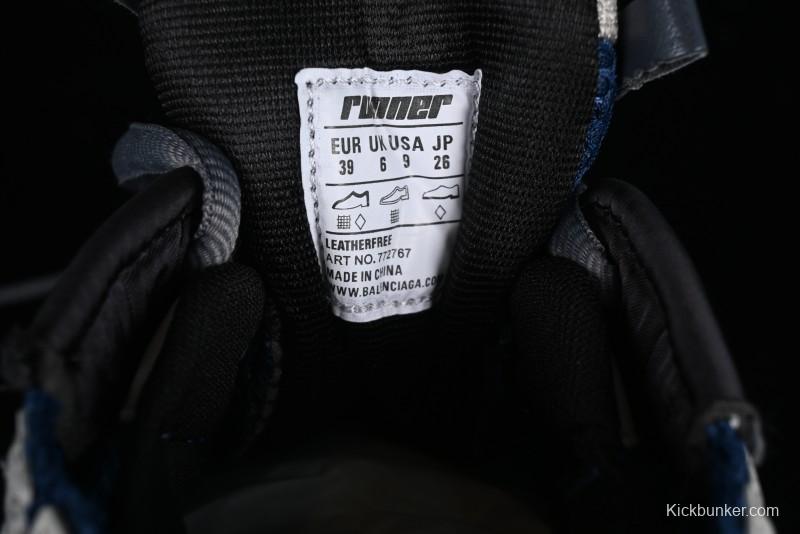 runner
EUR UK USA JP
39 6 9 26
LEATHERFREE
ART NO. 772767
MADE IN CHINA
WWW.BALENCIAGA.COM
Kickbunker.com